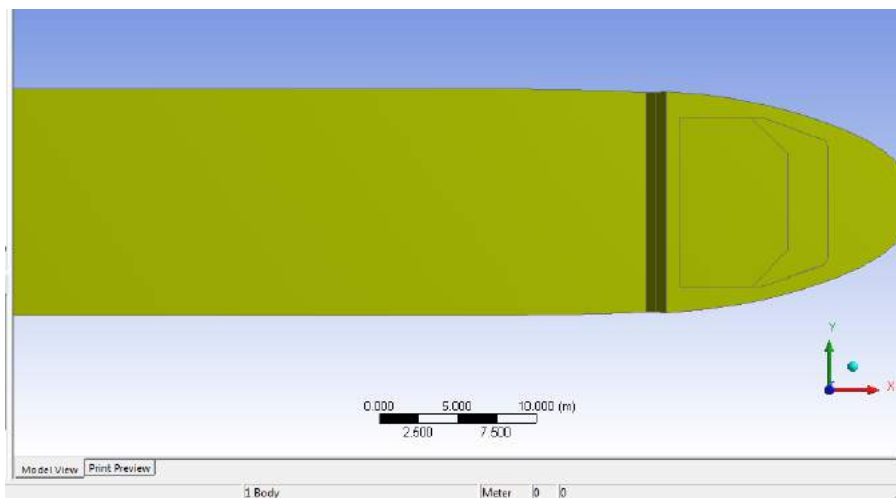 Y
X
0.000 5.000 10.000 (m)
2.500 7.500
Model View Print Preview
1 Body Meter 0 0